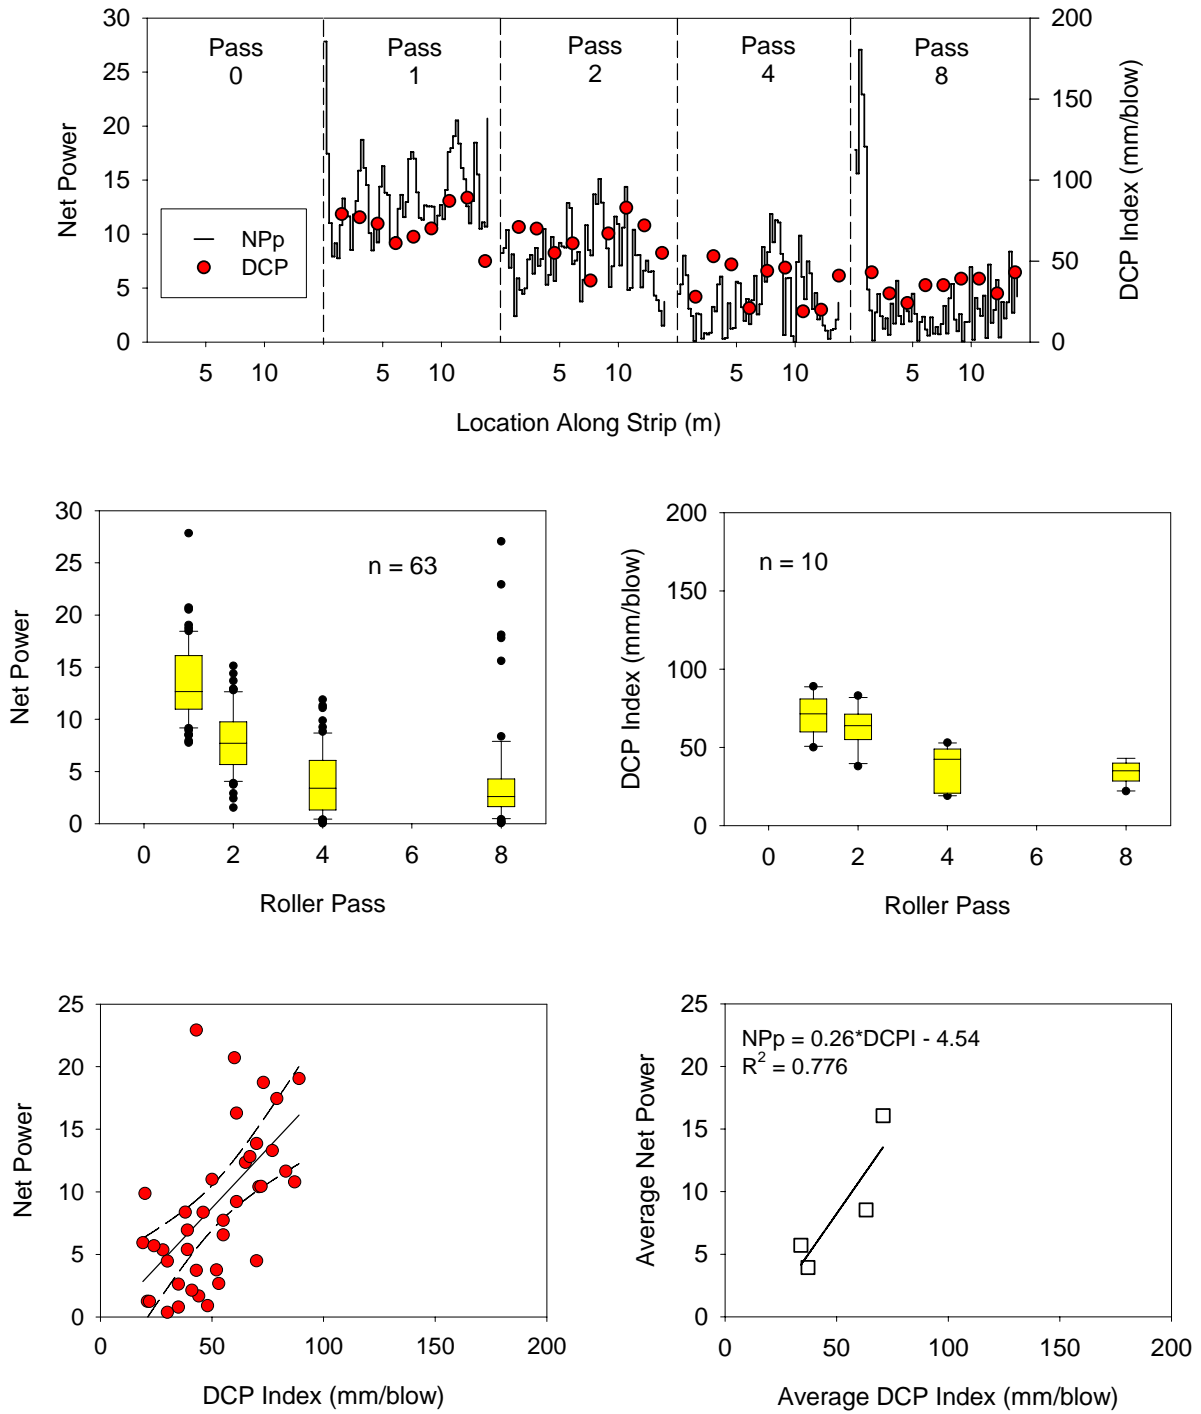 30
25
20
15
10
5
0
Net Power
Pass
0
Pass
1
Pass
2
Pass
4
Pass
8
NPp
DCP
200
150
100
50
0
DCP Index (mm/blow)
5 10 5 10 5 10 5 10 5 10
Location Along Strip (m)
30
25
20
15
10
5
0
Net Power
n = 63
0 2 4 6 8
Roller Pass
200
150
100
50
0
DCP Index (mm/blow)
n = 10
0 2 4 6 8
Roller Pass
25
20
15
10
5
0
Net Power
0 50 100 150 200
DCP Index (mm/blow)
25
20
15
10
5
0
Average Net Power
NPp = 0.26*DCPI - 4.54
R² = 0.776
0 50 100 150 200
Average DCP Index (mm/blow)